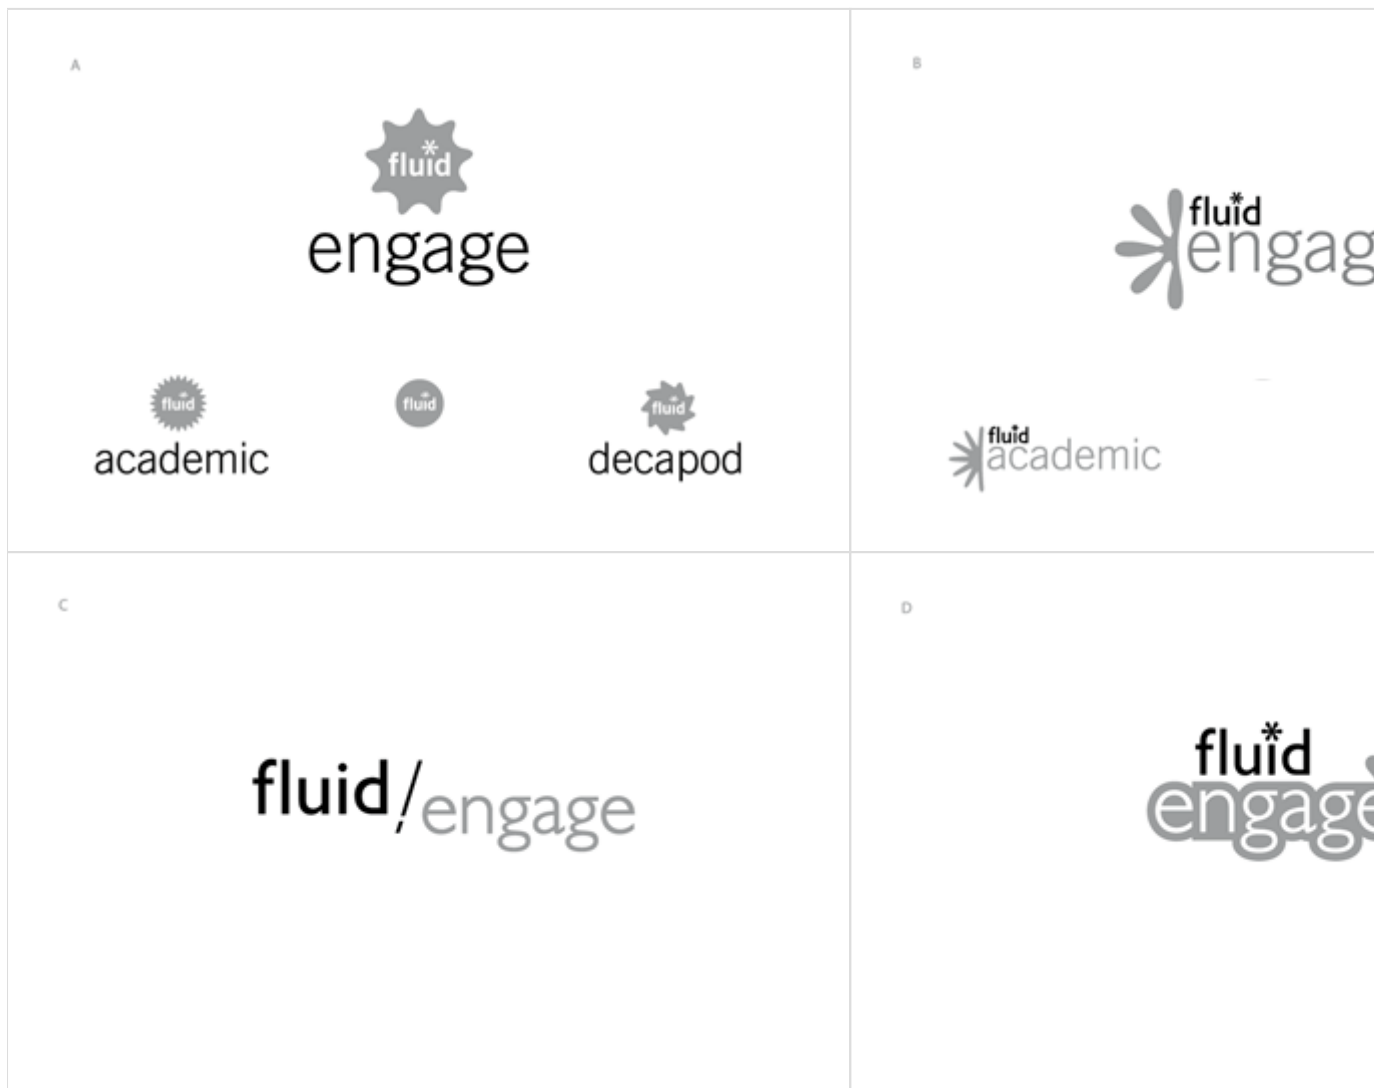 A
fluid
engage
fluid
academic
fluid
fluid
decapod
B
fluid
engag
fluid
academic
C
fluid/engage
D
fluid
engage